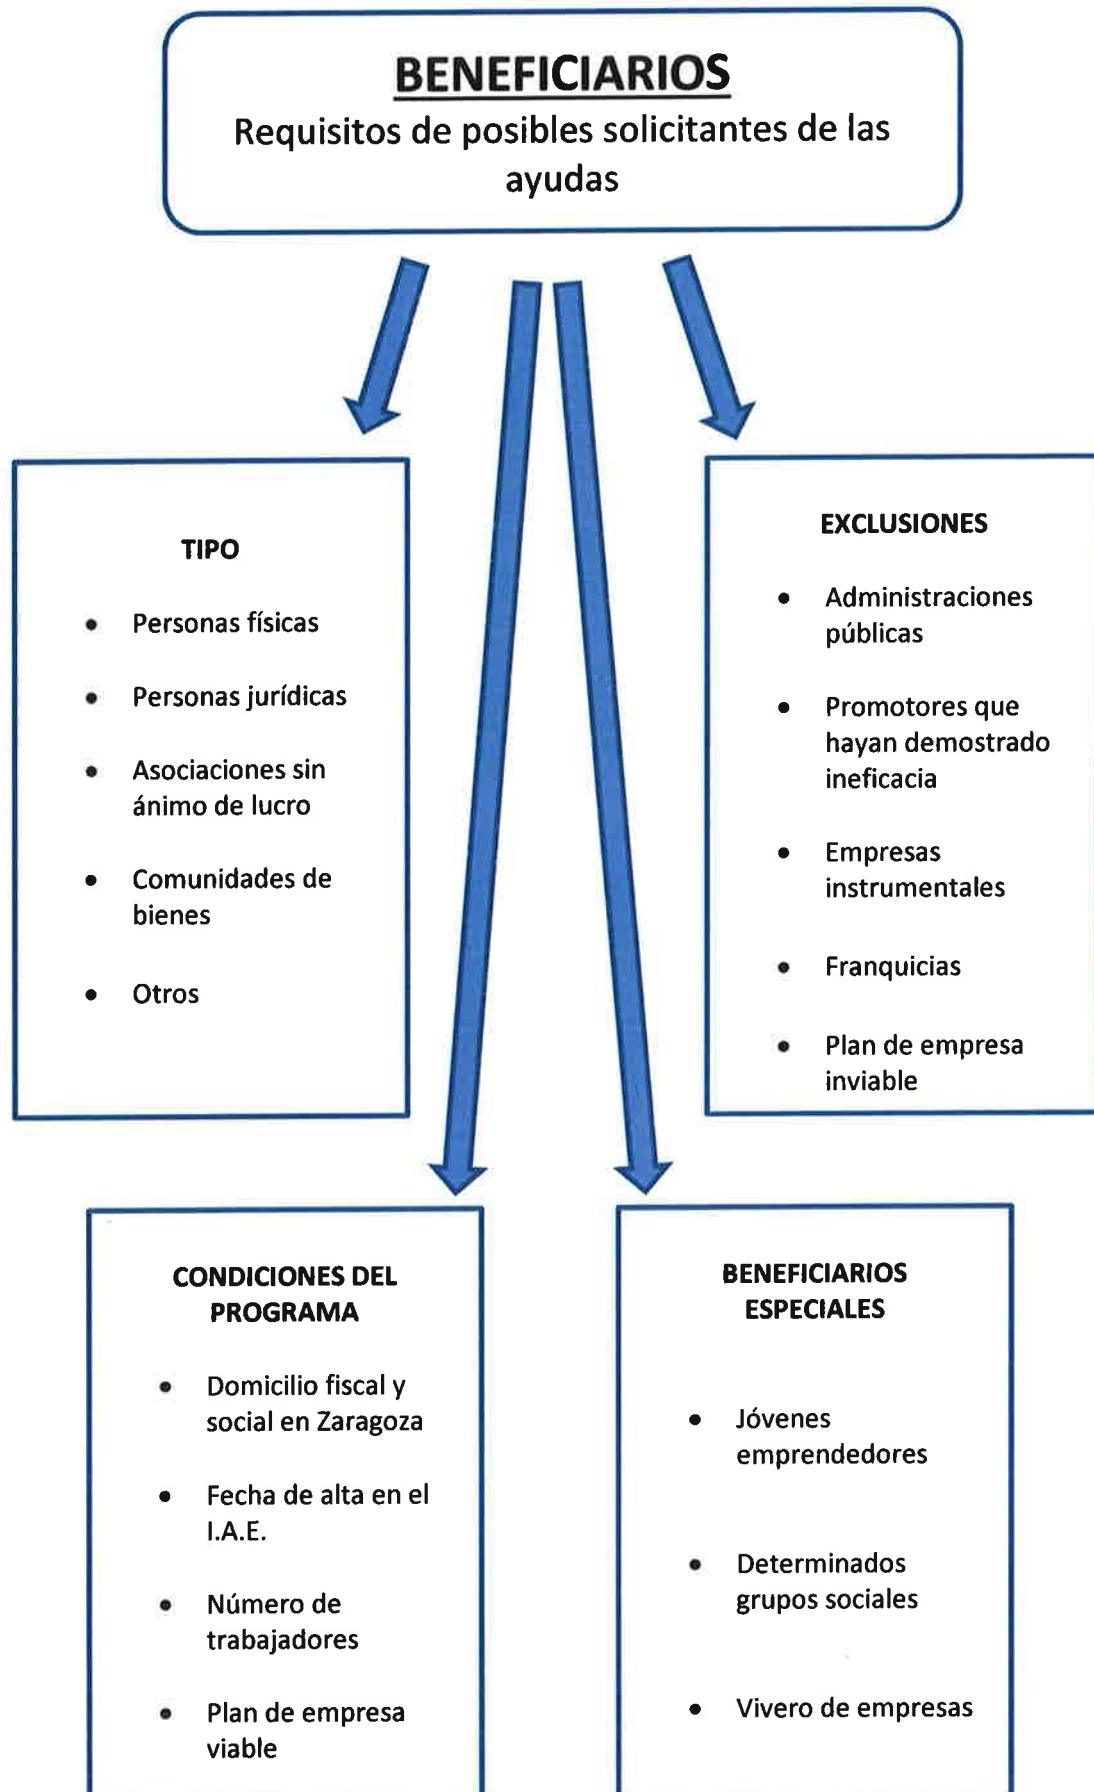 BENEFICIARIOS
Requisitos de posibles solicitantes de las
ayudas
TIPO
• Personas físicas
• Personas jurídicas
• Asociaciones sin
ánimo de lucro
• Comunidades de
bienes
• Otros
EXCLUSIONES
• Administraciones
públicas
• Promotores que
hayan demostrado
ineficacia
• Empresas
instrumentales
• Franquicias
• Plan de empresa
inviable
CONDICIONES DEL
PROGRAMA
• Domicilio fiscal y
social en Zaragoza
• Fecha de alta en el
I.A.E.
• Número de
trabajadores
• Plan de empresa
viable
BENEFICIARIOS
ESPECIALES
• Jóvenes
emprendedores
• Determinados
grupos sociales
• Vivero de empresas